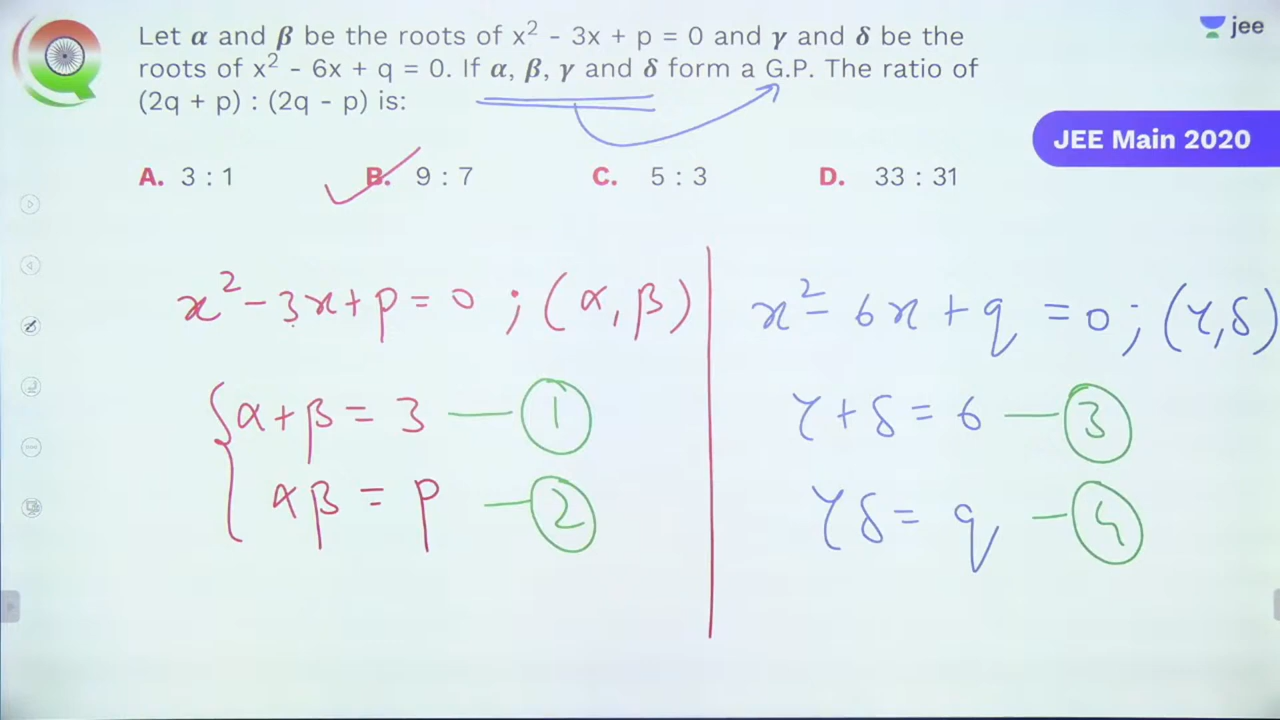 Let α and β be the roots of x² - 3x + p = 0 and γ and δ be the
roots of x² - 6x + q = 0. If α, β, γ and δ form a G.P. The ratio of
(2q + p) : (2q - p) is:
jee
JEE Main 2020
A. 3 : 1
B. 9 : 7
C. 5 : 3
D. 33 : 31
x² - 3x + p = 0 ; (α, β)
α + β = 3 — 1
αβ = p — 2
x² - 6x + q = 0 ; (γ, δ)
γ + δ = 6 — 3
γδ = q — 4